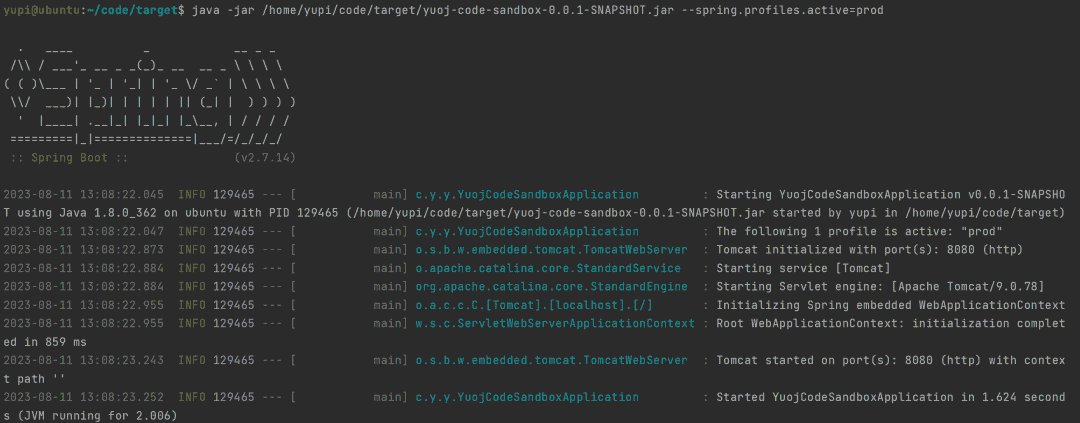 yupi@ubuntu:~/code/target$ java -jar /home/yupi/code/target/yuoj-code-sandbox-0.0.1-SNAPSHOT.jar --spring.profiles.active=prod
  .   ____          _            __ _ _
 /\\ / ___'_ __ _ _(_)_ __  __ _ \ \ \ \
( ( )\___ | '_ | '_| | '_ \/ _` | \ \ \ \
 \\/  ___)| |_)| | | | | || (_| |  ) ) ) )
  '  |____| .__|_| |_|_| |_\__, | / / / /
 =========|_|==============|___/=/_/_/_/
 :: Spring Boot ::               (v2.7.14)
2023-08-11 13:08:22.045  INFO 129465 --- [           main] c.y.y.YuojCodeSandboxApplication         : Starting YuojCodeSandboxApplication v0.0.1-SNAPSHO
T using Java 1.8.0_362 on ubuntu with PID 129465 (/home/yupi/code/target/yuoj-code-sandbox-0.0.1-SNAPSHOT.jar started by yupi in /home/yupi/code/target)
2023-08-11 13:08:22.047  INFO 129465 --- [           main] c.y.y.YuojCodeSandboxApplication         : The following 1 profile is active: "prod"
2023-08-11 13:08:22.873  INFO 129465 --- [           main] o.s.b.w.embedded.tomcat.TomcatWebServer  : Tomcat initialized with port(s): 8080 (http)
2023-08-11 13:08:22.884  INFO 129465 --- [           main] o.apache.catalina.core.StandardService   : Starting service [Tomcat]
2023-08-11 13:08:22.884  INFO 129465 --- [           main] org.apache.catalina.core.StandardEngine  : Starting Servlet engine: [Apache Tomcat/9.0.78]
2023-08-11 13:08:22.955  INFO 129465 --- [           main] o.a.c.c.C.[Tomcat].[localhost].[/]       : Initializing Spring embedded WebApplicationContext
2023-08-11 13:08:22.955  INFO 129465 --- [           main] w.s.c.ServletWebServerApplicationContext : Root WebApplicationContext: initialization complet
ed in 859 ms
2023-08-11 13:08:23.243  INFO 129465 --- [           main] o.s.b.w.embedded.tomcat.TomcatWebServer  : Tomcat started on port(s): 8080 (http) with contex
t path ''
2023-08-11 13:08:23.252  INFO 129465 --- [           main] c.y.y.YuojCodeSandboxApplication         : Started YuojCodeSandboxApplication in 1.624 second
s (JVM running for 2.006)